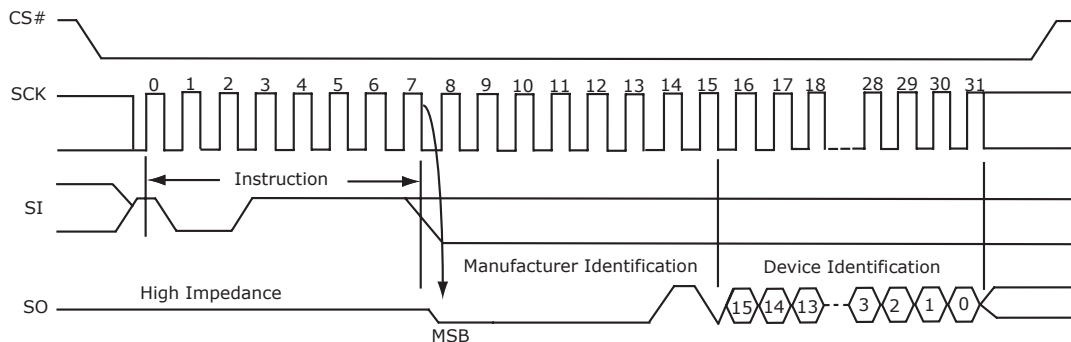 CS#
SCK
0 1 2 3 4 5 6 7 8 9 10 11 12 13 14 15 16 17 18 28 29 30 31
Instruction
SI
Manufacturer Identification Device Identification
High Impedance
SO
15 14 13 3 2 1 0
MSB